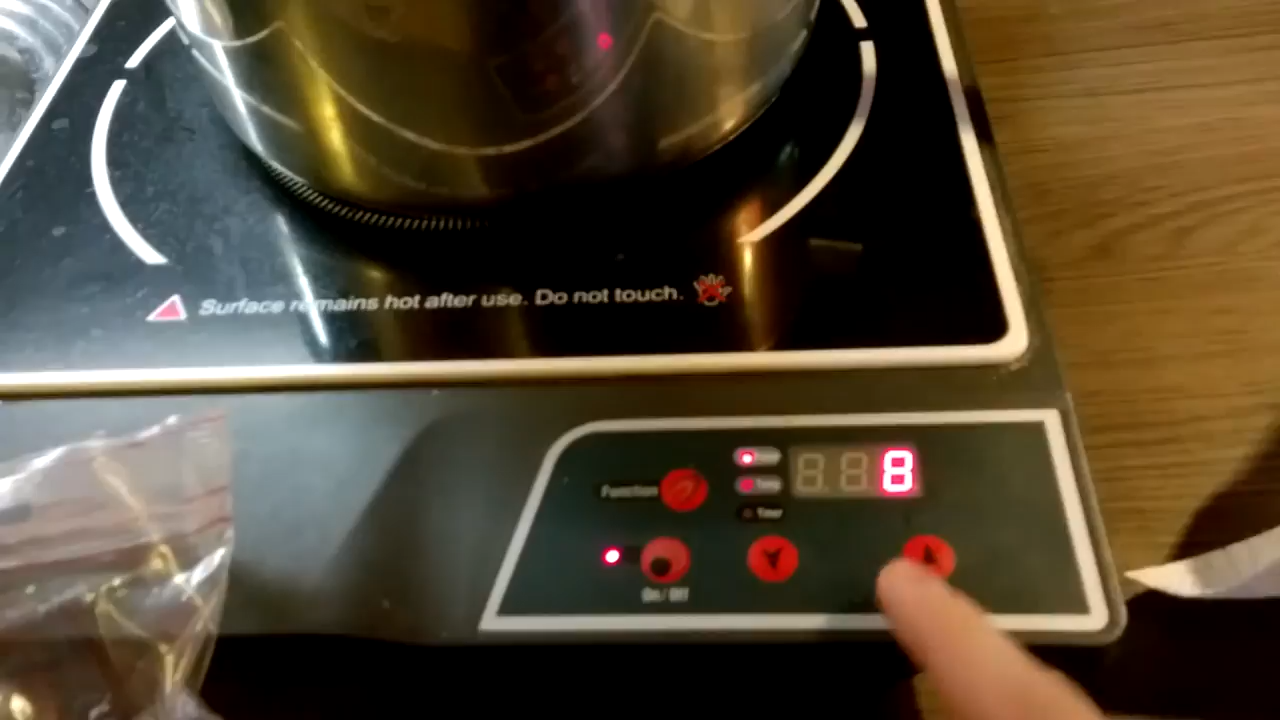 Surface remains hot after use. Do not touch.
Function
8
Timer
On / Off